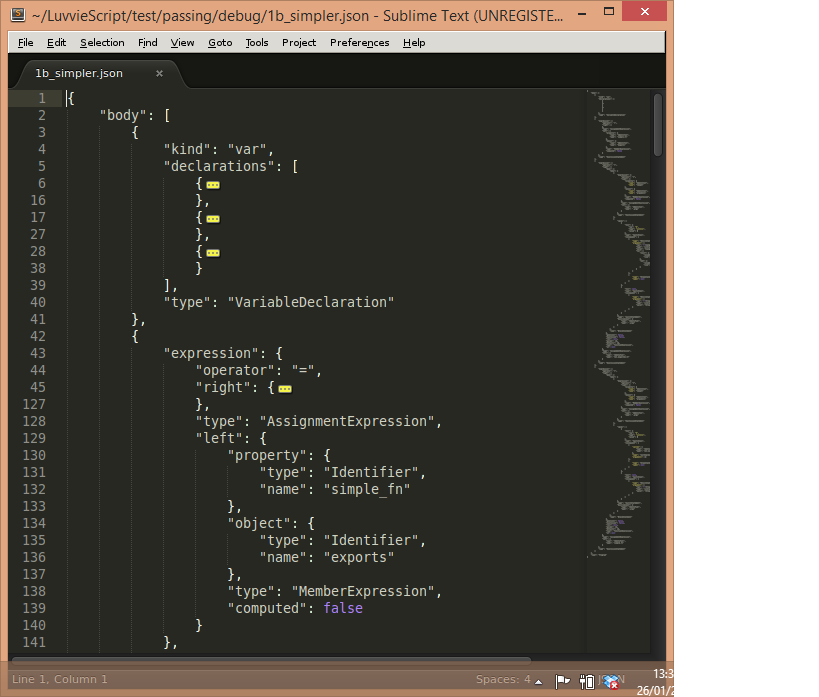 ~/LuvvieScript/test/passing/debug/1b_simpler.json - Sublime Text (UNREGISTE...
File Edit Selection Find View Goto Tools Project Preferences Help
1b_simpler.json ×
1 {
2 "body": [
3 {
4 "kind": "var",
5 "declarations": [
6 {
16 },
17 {
27 },
28 {
38 }
39 ],
40 "type": "VariableDeclaration"
41 },
42 {
43 "expression": {
44 "operator": "=",
45 "right": {
127 },
128 "type": "AssignmentExpression",
129 "left": {
130 "property": {
131 "type": "Identifier",
132 "name": "simple_fn"
133 },
134 "object": {
135 "type": "Identifier",
136 "name": "exports"
137 },
138 "type": "MemberExpression",
139 "computed": false
140 }
141 },
Line 1, Column 1 Spaces: 4
13:3
26/01/2